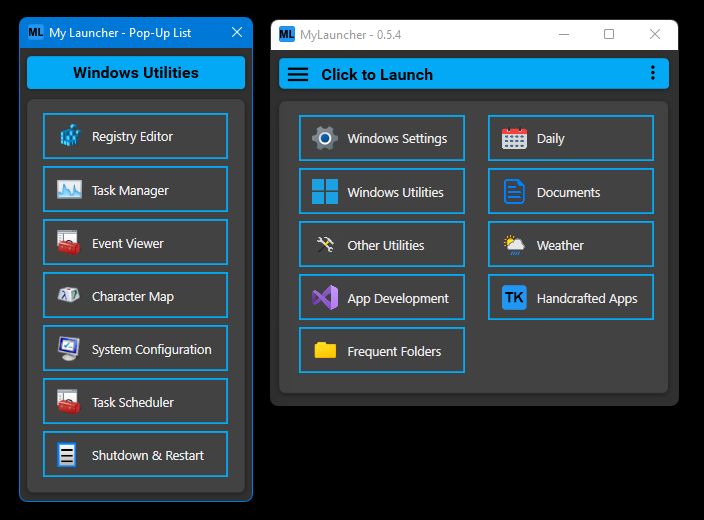 ML My Launcher - Pop-Up List
Windows Utilities
Registry Editor
Task Manager
Event Viewer
Character Map
System Configuration
Task Scheduler
Shutdown & Restart
ML MyLauncher - 0.5.4
Click to Launch
Windows Settings
Windows Utilities
Other Utilities
App Development
Frequent Folders
Daily
Documents
Weather
TK Handcrafted Apps